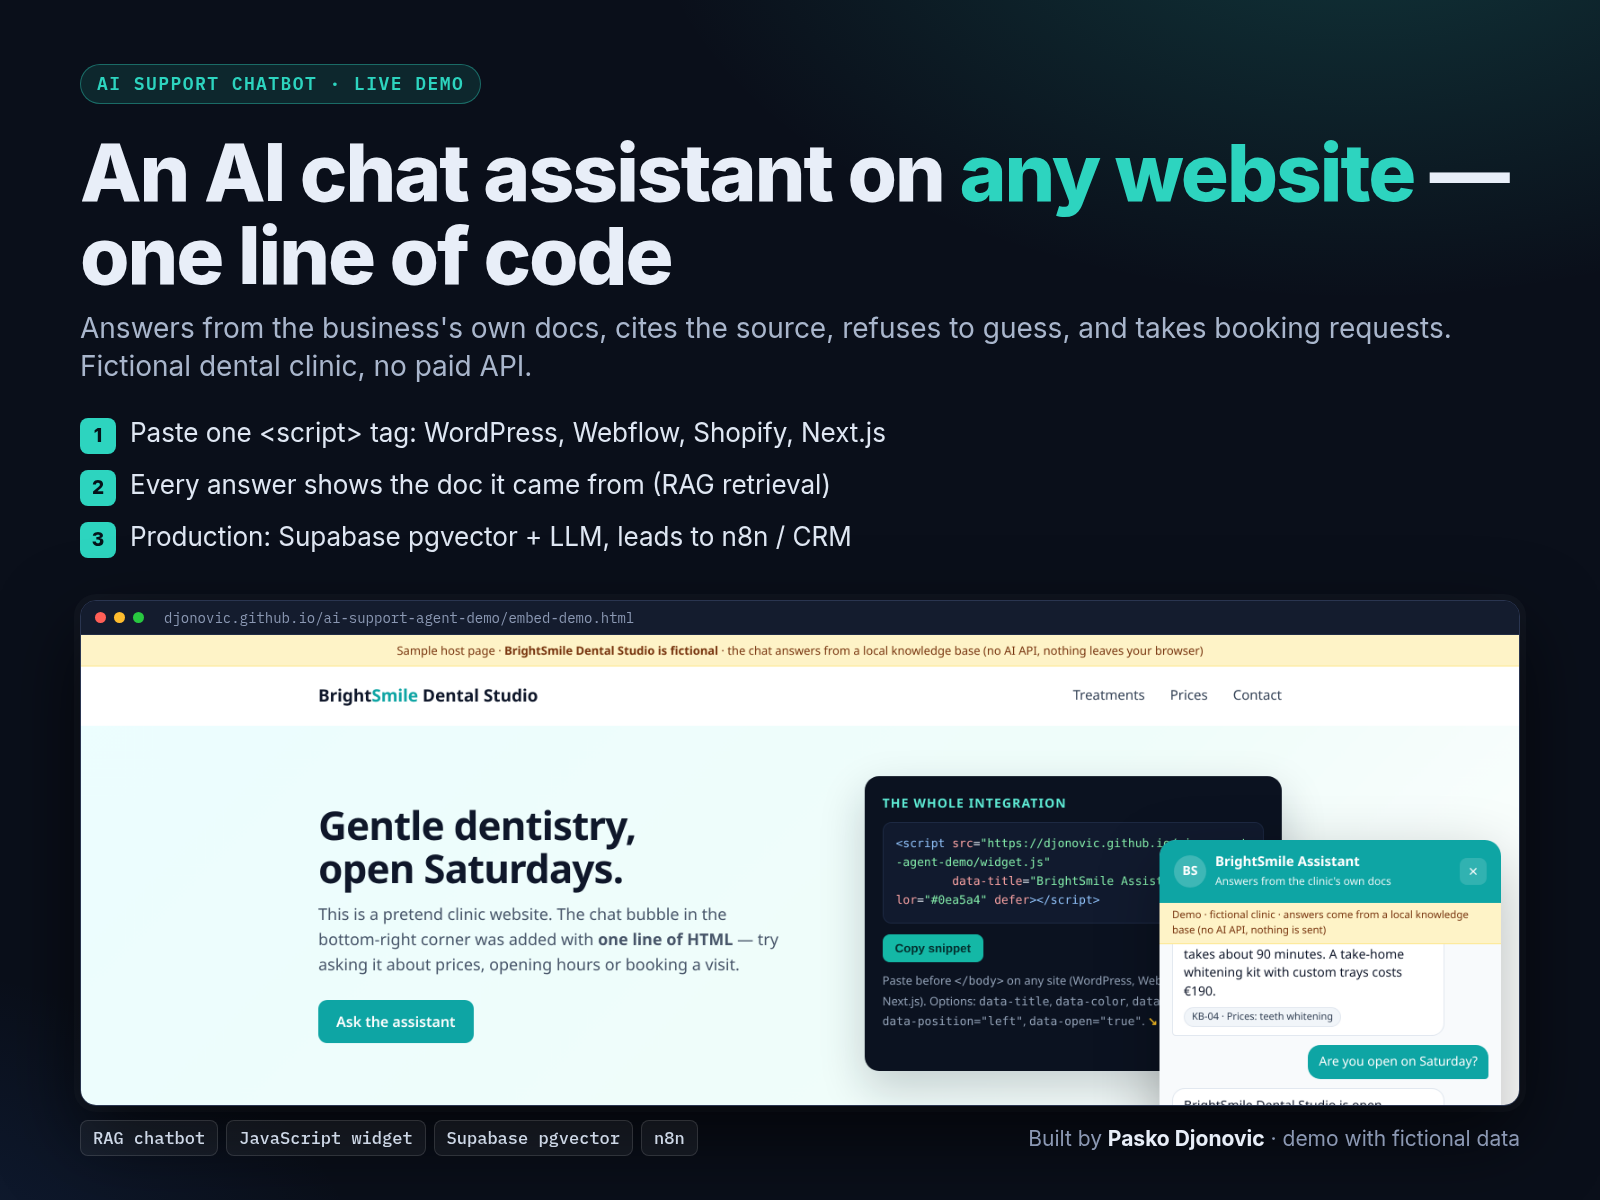 AI SUPPORT CHATBOT · LIVE DEMO
An AI chat assistant on any website —
one line of code
Answers from the business's own docs, cites the source, refuses to guess, and takes booking requests.
Fictional dental clinic, no paid API.
1 Paste one <script> tag: WordPress, Webflow, Shopify, Next.js
2 Every answer shows the doc it came from (RAG retrieval)
3 Production: Supabase pgvector + LLM, leads to n8n / CRM
djonovic.github.io/ai-support-agent-demo/embed-demo.html
Sample host page · BrightSmile Dental Studio is fictional · the chat answers from a local knowledge base (no AI API, nothing leaves your browser)
BrightSmile Dental Studio
Treatments Prices Contact
Gentle dentistry,
open Saturdays.
This is a pretend clinic website. The chat bubble in the
bottom-right corner was added with one line of HTML — try
asking it about prices, opening hours or booking a visit.
Ask the assistant
THE WHOLE INTEGRATION
<script src="https://djonovic.github.io
-agent-demo/widget.js"
data-title="BrightSmile Assist
lor="#0ea5a4" defer></script>
Copy snippet
Paste before </body> on any site (WordPress, Web
Next.js). Options: data-title, data-color, data
data-position="left", data-open="true". ↘
BS
BrightSmile Assistant
Answers from the clinic's own docs
×
Demo · fictional clinic · answers come from a local knowledge
base (no AI API, nothing is sent)
takes about 90 minutes. A take-home
whitening kit with custom trays costs
€190.
KB-04 · Prices: teeth whitening
Are you open on Saturday?
BrightSmile Dental Studio is open
RAG chatbot
JavaScript widget
Supabase pgvector
n8n
Built by Pasko Djonovic · demo with fictional data